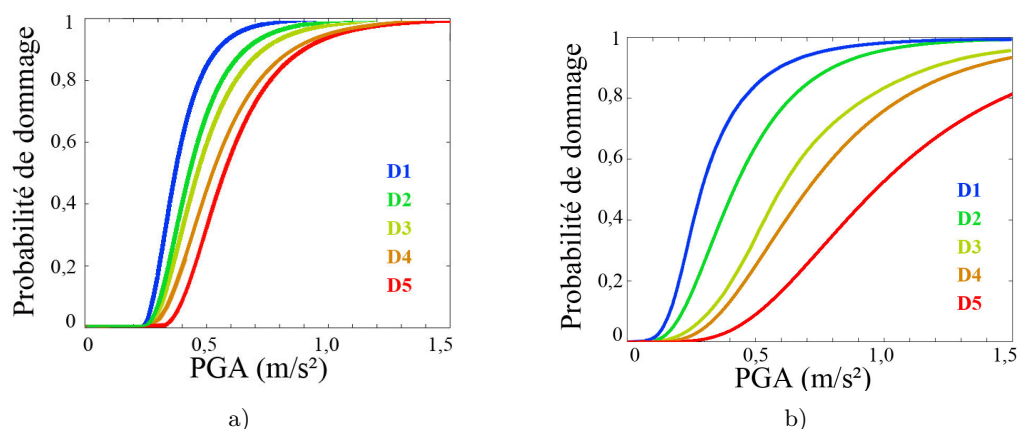 Probabilité de dommage
1
0,8
0,6
0,4
0,2
0
D1
D2
D3
D4
D5
0
0,5
1,0
1,5
PGA (m/s²)
a)
Probabilité de dommage
1
0,8
0,6
0,4
0,2
0
D1
D2
D3
D4
D5
0
0,5
1,0
1,5
PGA (m/s²)
b)